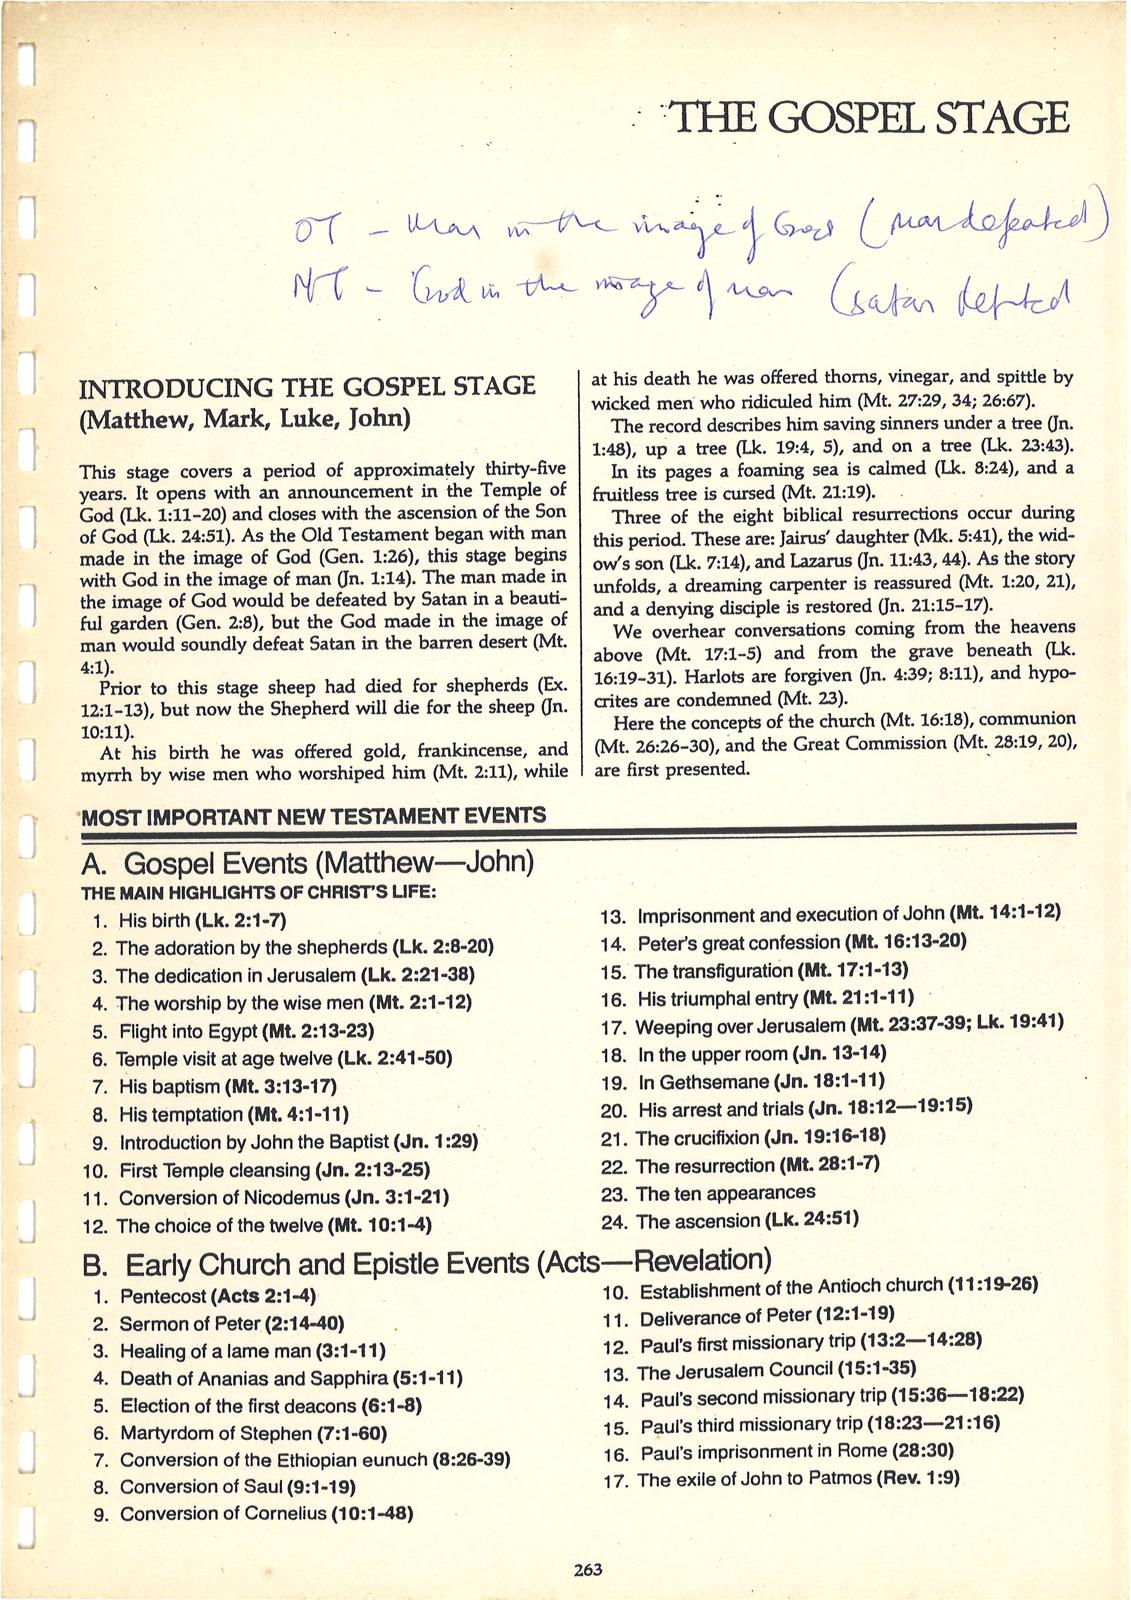 THE GOSPEL STAGE
OT – Man in the image of God (man defeated)
NT – God in the image of man (satan defeated
INTRODUCING THE GOSPEL STAGE
(Matthew, Mark, Luke, John)
This stage covers a period of approximately thirty-five
years. It opens with an announcement in the Temple of
God (Lk. 1:11–20) and closes with the ascension of the Son
of God (Lk. 24:51). As the Old Testament began with man
made in the image of God (Gen. 1:26), this stage begins
with God in the image of man (Jn. 1:14). The man made in
the image of God would be defeated by Satan in a beauti-
ful garden (Gen. 2:8), but the God made in the image of
man would soundly defeat Satan in the barren desert (Mt.
4:1).
Prior to this stage sheep had died for shepherds (Ex.
12:1–13), but now the Shepherd will die for the sheep (Jn.
10:11).
At his birth he was offered gold, frankincense, and
myrrh by wise men who worshiped him (Mt. 2:11), while
at his death he was offered thorns, vinegar, and spittle by
wicked men who ridiculed him (Mt. 27:29, 34; 26:67).
The record describes him saving sinners under a tree (Jn.
1:48), up a tree (Lk. 19:4, 5), and on a tree (Lk. 23:43).
In its pages a foaming sea is calmed (Lk. 8:24), and a
fruitless tree is cursed (Mt. 21:19).
Three of the eight biblical resurrections occur during
this period. These are: Jairus' daughter (Mk. 5:41), the wid-
ow's son (Lk. 7:14), and Lazarus (Jn. 11:43, 44). As the story
unfolds, a dreaming carpenter is reassured (Mt. 1:20, 21),
and a denying disciple is restored (Jn. 21:15–17).
We overhear conversations coming from the heavens
above (Mt. 17:1–5) and from the grave beneath (Lk.
16:19–31). Harlots are forgiven (Jn. 4:39; 8:11), and hypo-
crites are condemned (Mt. 23).
Here the concepts of the church (Mt. 16:18), communion
(Mt. 26:26–30), and the Great Commission (Mt. 28:19, 20),
are first presented.
MOST IMPORTANT NEW TESTAMENT EVENTS
A. Gospel Events (Matthew—John)
THE MAIN HIGHLIGHTS OF CHRIST'S LIFE:
1. His birth (Lk. 2:1-7)
2. The adoration by the shepherds (Lk. 2:8-20)
3. The dedication in Jerusalem (Lk. 2:21-38)
4. The worship by the wise men (Mt. 2:1-12)
5. Flight into Egypt (Mt. 2:13-23)
6. Temple visit at age twelve (Lk. 2:41-50)
7. His baptism (Mt. 3:13-17)
8. His temptation (Mt. 4:1-11)
9. Introduction by John the Baptist (Jn. 1:29)
10. First Temple cleansing (Jn. 2:13-25)
11. Conversion of Nicodemus (Jn. 3:1-21)
12. The choice of the twelve (Mt. 10:1-4)
13. Imprisonment and execution of John (Mt. 14:1-12)
14. Peter's great confession (Mt. 16:13-20)
15. The transfiguration (Mt. 17:1-13)
16. His triumphal entry (Mt. 21:1-11)
17. Weeping over Jerusalem (Mt. 23:37-39; Lk. 19:41)
18. In the upper room (Jn. 13-14)
19. In Gethsemane (Jn. 18:1-11)
20. His arrest and trials (Jn. 18:12—19:15)
21. The crucifixion (Jn. 19:16-18)
22. The resurrection (Mt. 28:1-7)
23. The ten appearances
24. The ascension (Lk. 24:51)
B. Early Church and Epistle Events (Acts—Revelation)
1. Pentecost (Acts 2:1-4)
2. Sermon of Peter (2:14-40)
3. Healing of a lame man (3:1-11)
4. Death of Ananias and Sapphira (5:1-11)
5. Election of the first deacons (6:1-8)
6. Martyrdom of Stephen (7:1-60)
7. Conversion of the Ethiopian eunuch (8:26-39)
8. Conversion of Saul (9:1-19)
9. Conversion of Cornelius (10:1-48)
10. Establishment of the Antioch church (11:19-26)
11. Deliverance of Peter (12:1-19)
12. Paul's first missionary trip (13:2—14:28)
13. The Jerusalem Council (15:1-35)
14. Paul's second missionary trip (15:36—18:22)
15. Paul's third missionary trip (18:23—21:16)
16. Paul's imprisonment in Rome (28:30)
17. The exile of John to Patmos (Rev. 1:9)
263